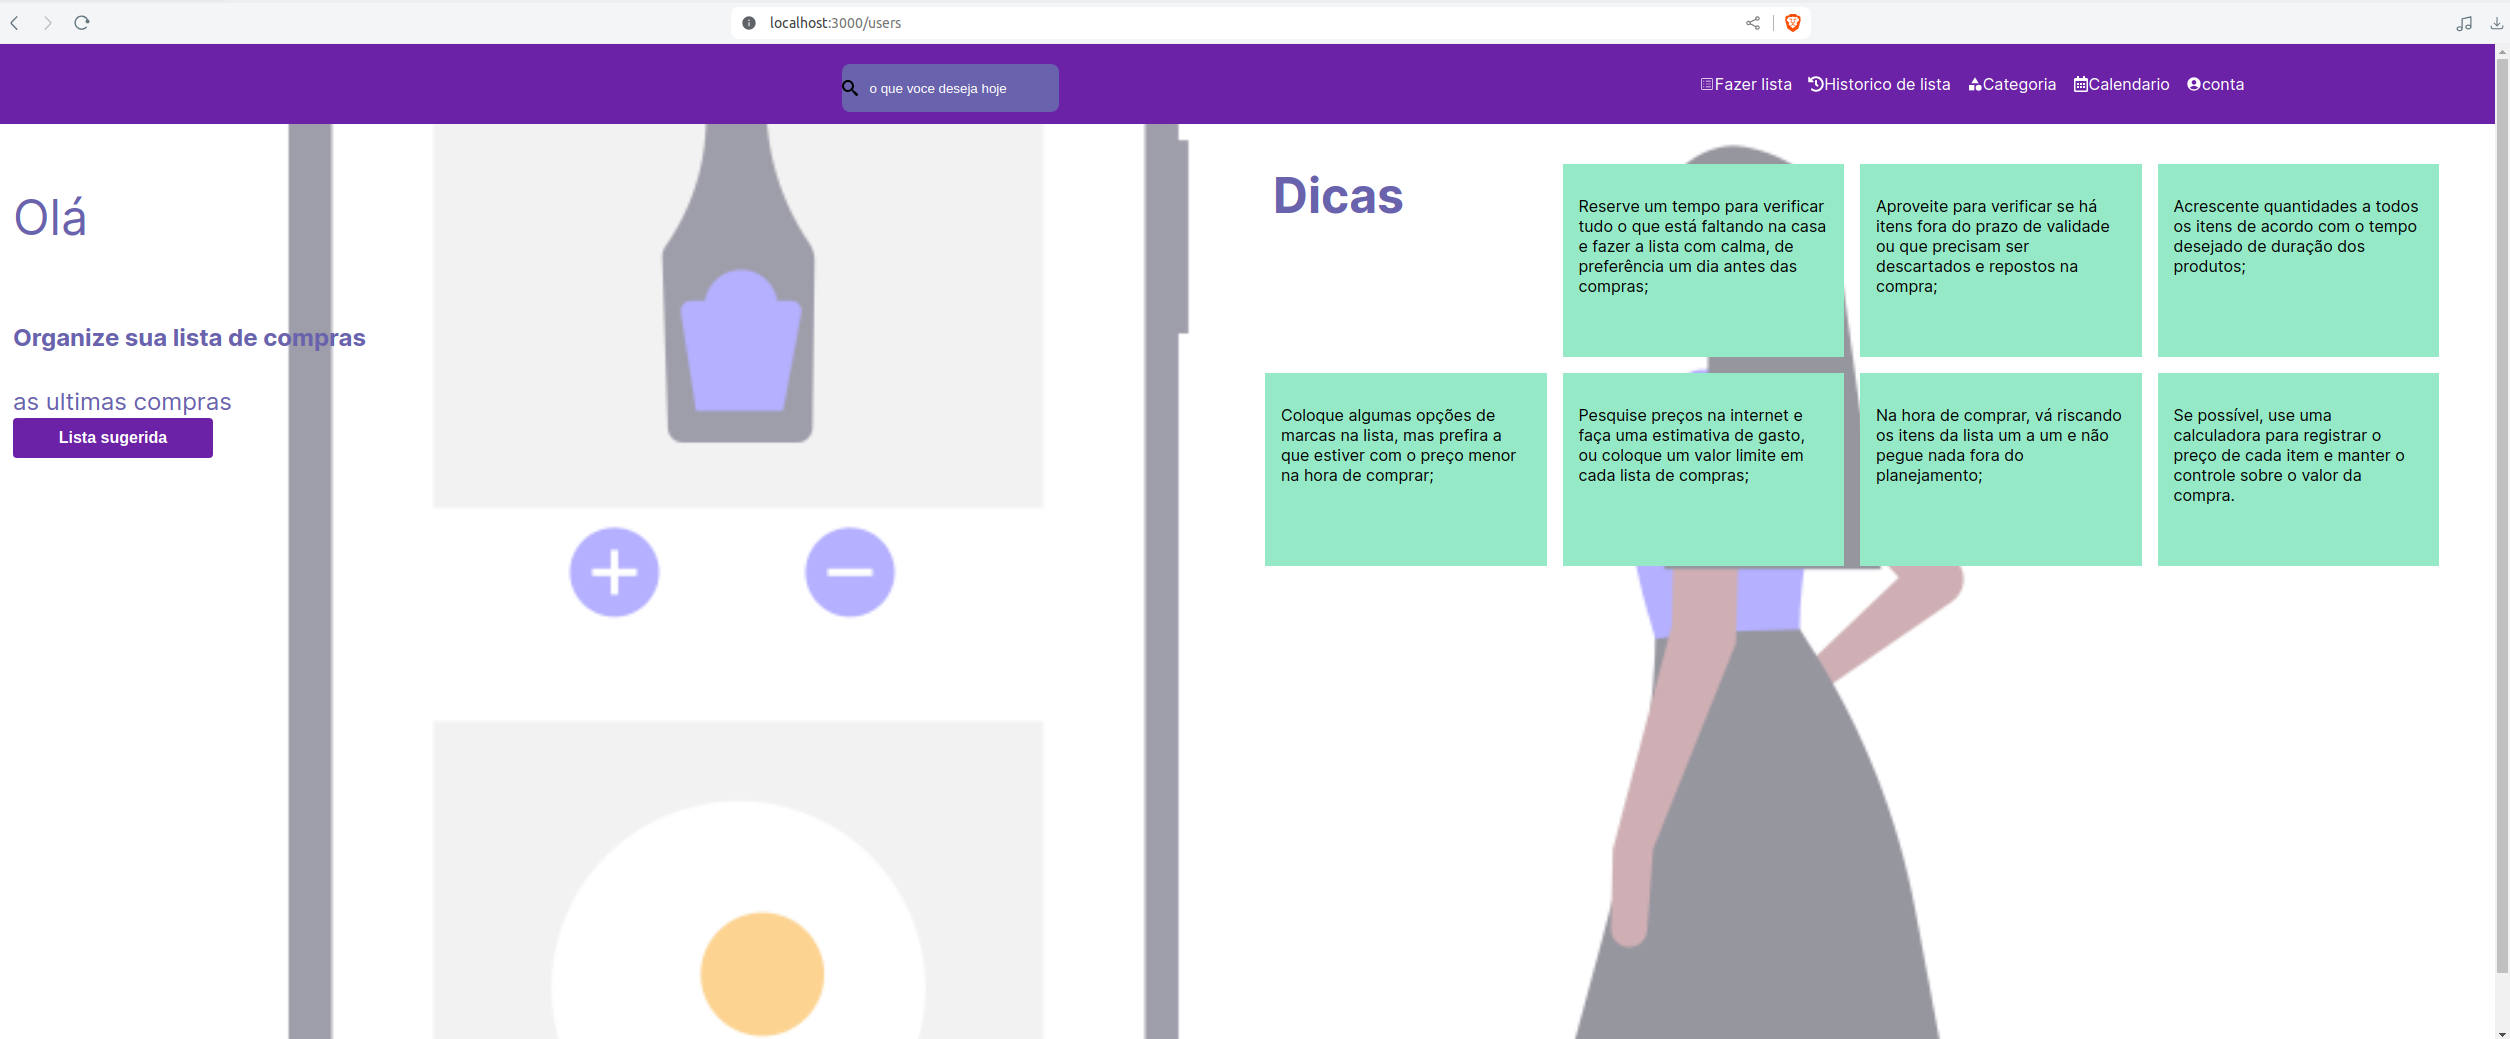 localhost:3000/users
o que voce deseja hoje
Fazer lista
Historico de lista
Categoria
Calendario
conta
Olá
Organize sua lista de compras
as ultimas compras
Lista sugerida
Dicas
Reserve um tempo para verificar
tudo o que está faltando na casa
e fazer a lista com calma, de
preferência um dia antes das
compras;
Aproveite para verificar se há
itens fora do prazo de validade
ou que precisam ser
descartados e repostos na
compra;
Acrescente quantidades a todos
os itens de acordo com o tempo
desejado de duração dos
produtos;
Coloque algumas opções de
marcas na lista, mas prefira a
que estiver com o preço menor
na hora de comprar;
Pesquise preços na internet e
faça uma estimativa de gasto,
ou coloque um valor limite em
cada lista de compras;
Na hora de comprar, vá riscando
os itens da lista um a um e não
pegue nada fora do
planejamento;
Se possível, use uma
calculadora para registrar o
preço de cada item e manter o
controle sobre o valor da
compra.